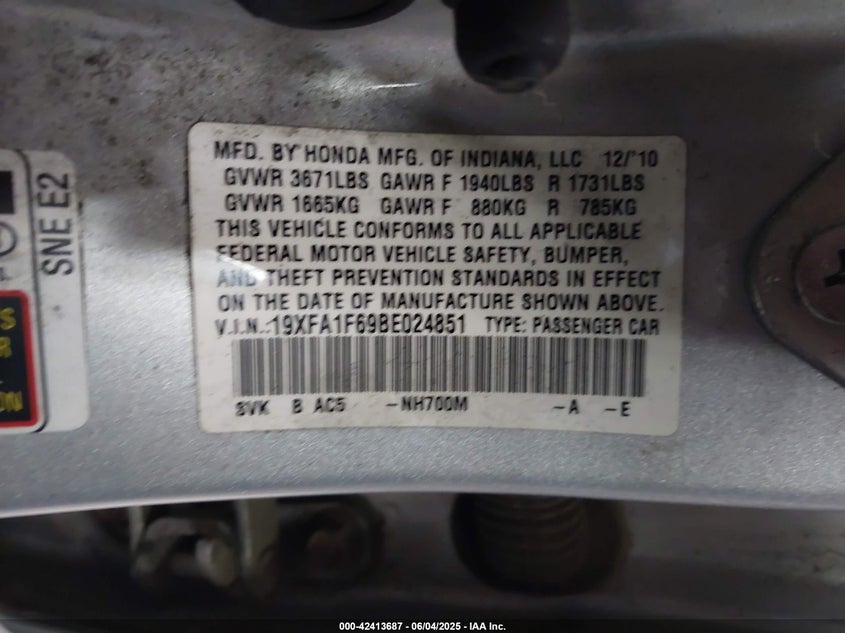 MFD. BY HONDA MFG. OF INDIANA, LLC 12/'10
GVWR 3671LBS GAWR F 1940LBS R 1731LBS
GVWR 1665KG GAWR F 880KG R 785KG
THIS VEHICLE CONFORMS TO ALL APPLICABLE
FEDERAL MOTOR VEHICLE SAFETY, BUMPER,
AND THEFT PREVENTION STANDARDS IN EFFECT
ON THE DATE OF MANUFACTURE SHOWN ABOVE.
V.I.N.:19XFA1F69BE024851 TYPE: PASSENGER CAR
SVK B AC5 -NH700M -A -E
SNE E2
000-42413687 - 06/04/2025 - IAA Inc.